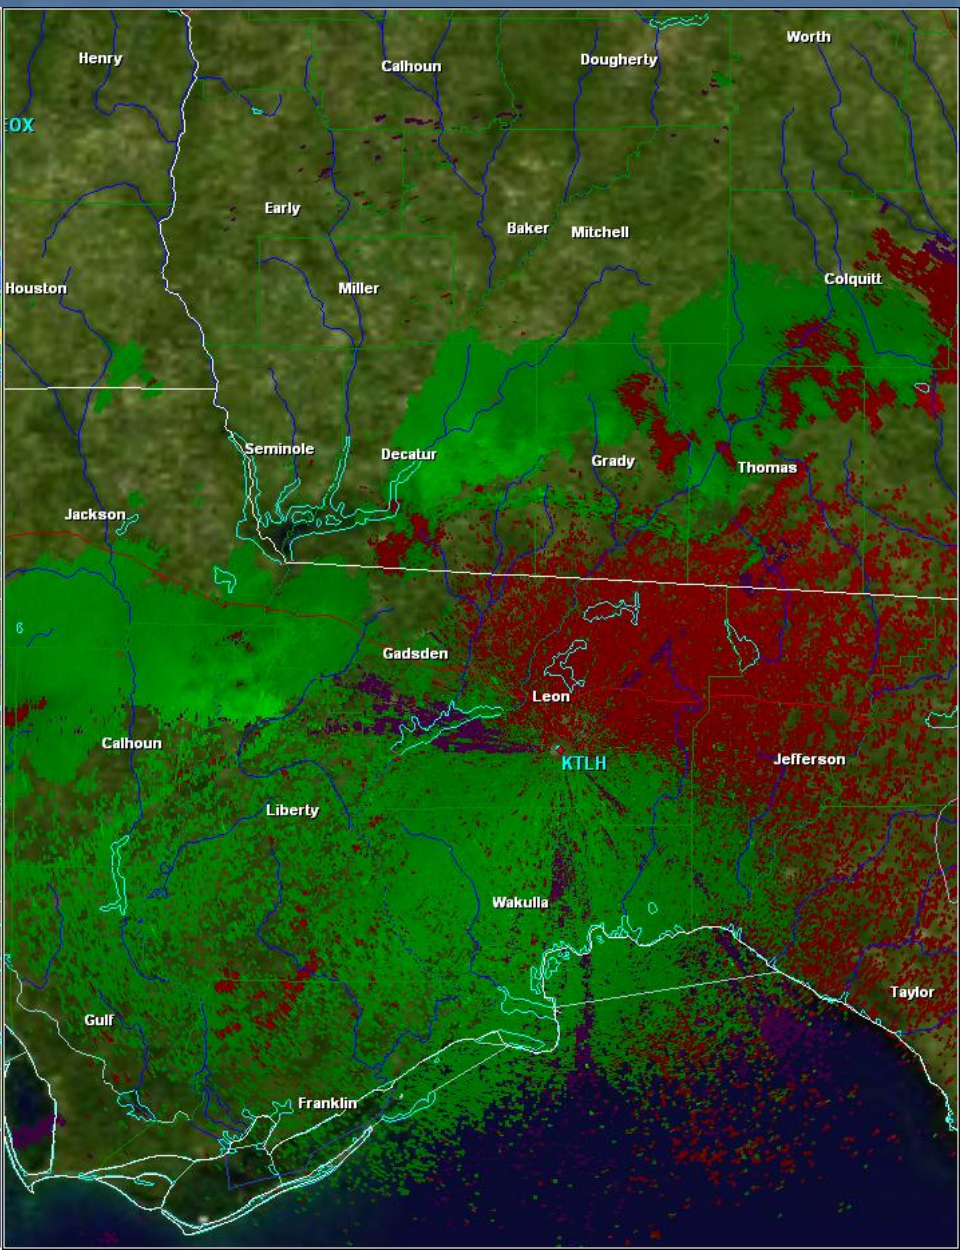 Worth
Henry
Calhoun
Dougherty
EOX
Early
Baker
Mitchell
Houston
Miller
Colquitt
Seminole
Decatur
Grady
Thomas
Jackson
Gadsden
Leon
Calhoun
KTLH
Jefferson
Liberty
Wakulla
Taylor
Gulf
Franklin